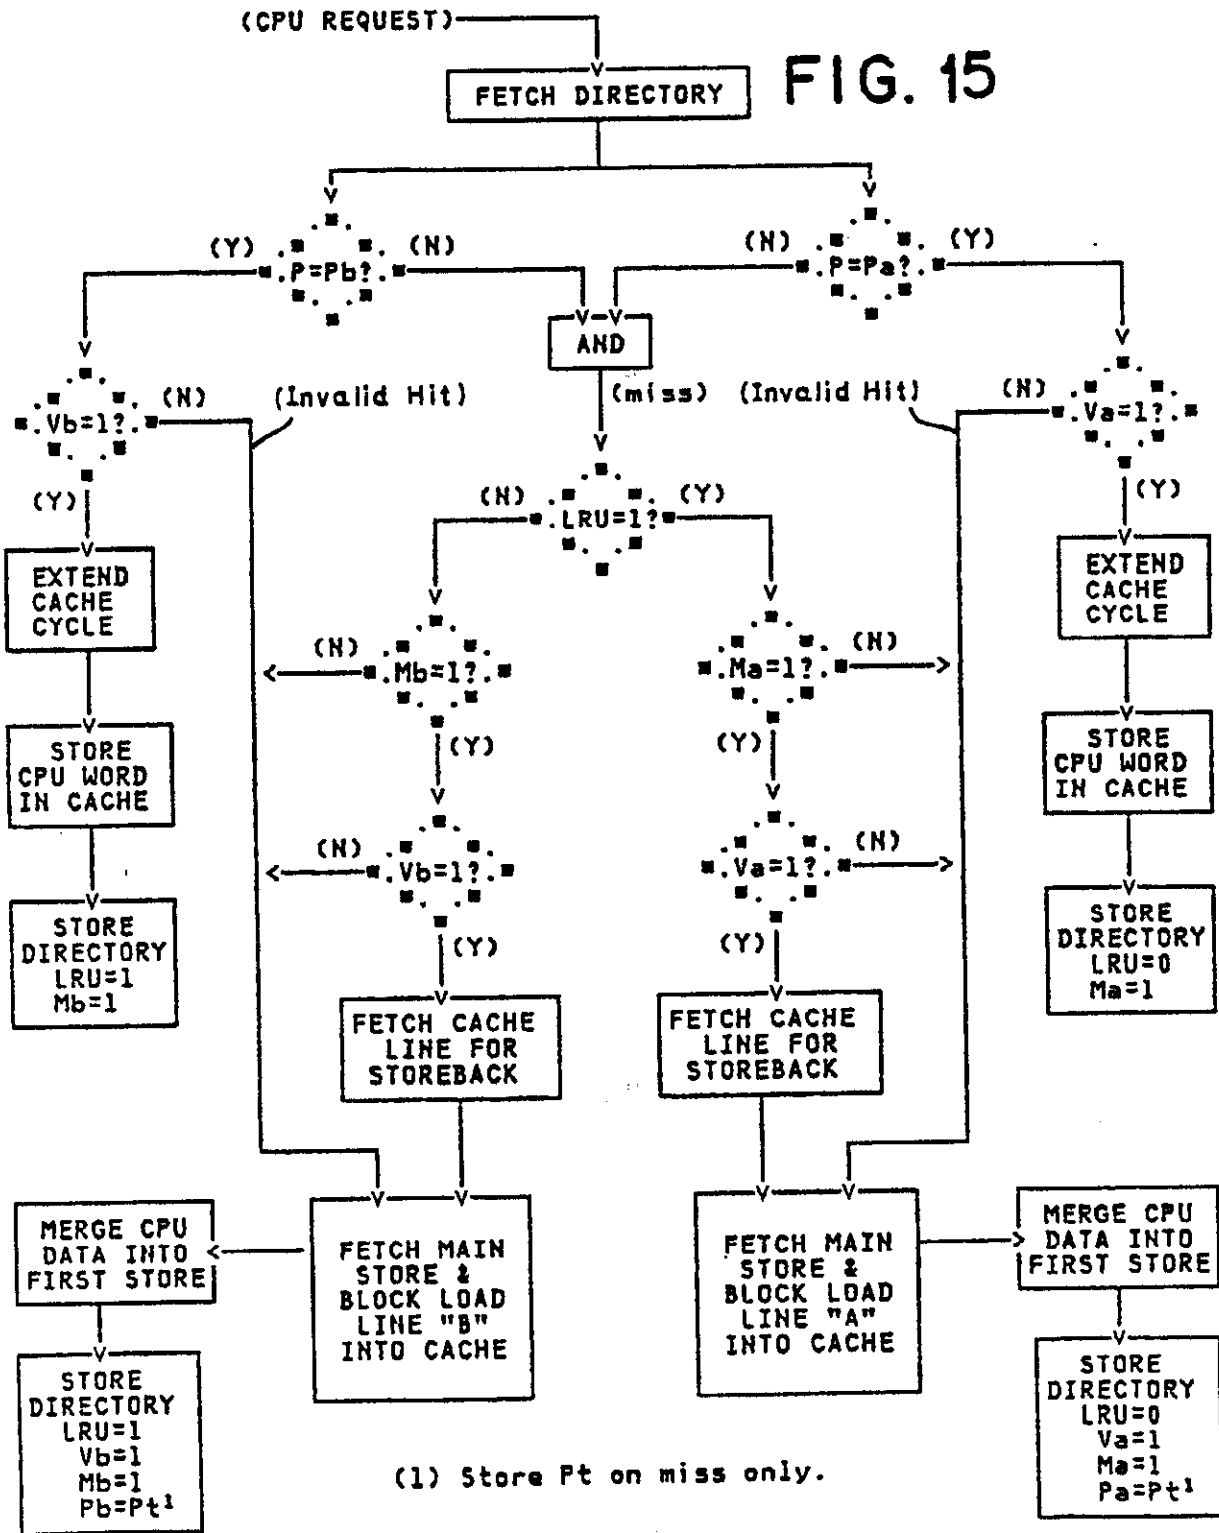 (CPU REQUEST)
FIG. 15
FETCH DIRECTORY
(Y)
P=Pb?
(N)
(N)
P=Pa?
(Y)
AND
Vb=1?
(N)
(Invalid Hit)
(miss)
(Invalid Hit)
(N)
Va=1?
(Y)
(N)
LRU=1?
(Y)
(Y)
EXTEND
CACHE
CYCLE
EXTEND
CACHE
CYCLE
(N)
Mb=1?
Ma=1?
(N)
(Y)
(Y)
STORE
CPU WORD
IN CACHE
STORE
CPU WORD
IN CACHE
(N)
Vb=1?
Va=1?
(N)
(Y)
(Y)
STORE
DIRECTORY
LRU=1
Mb=1
STORE
DIRECTORY
LRU=0
Ma=1
FETCH CACHE
LINE FOR
STOREBACK
FETCH CACHE
LINE FOR
STOREBACK
MERGE CPU
DATA INTO
FIRST STORE
FETCH MAIN
STORE &
BLOCK LOAD
LINE "B"
INTO CACHE
FETCH MAIN
STORE &
BLOCK LOAD
LINE "A"
INTO CACHE
MERGE CPU
DATA INTO
FIRST STORE
STORE
DIRECTORY
LRU=1
Vb=1
Mb=1
Pb=Pt¹
STORE
DIRECTORY
LRU=0
Va=1
Ma=1
Pa=Pt¹
(1) Store Pt on miss only.